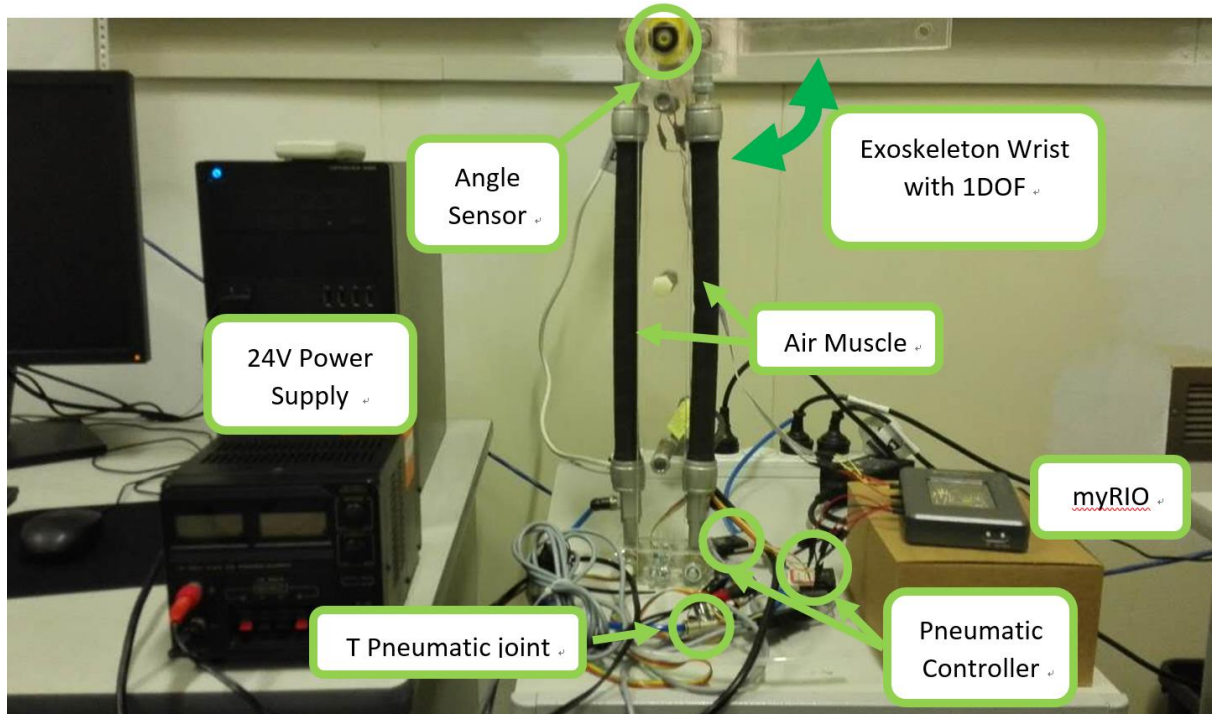 Angle
Sensor
Exoskeleton Wrist
with 1DOF
24V Power
Supply
Air Muscle
myRIO
T Pneumatic joint
Pneumatic
Controller